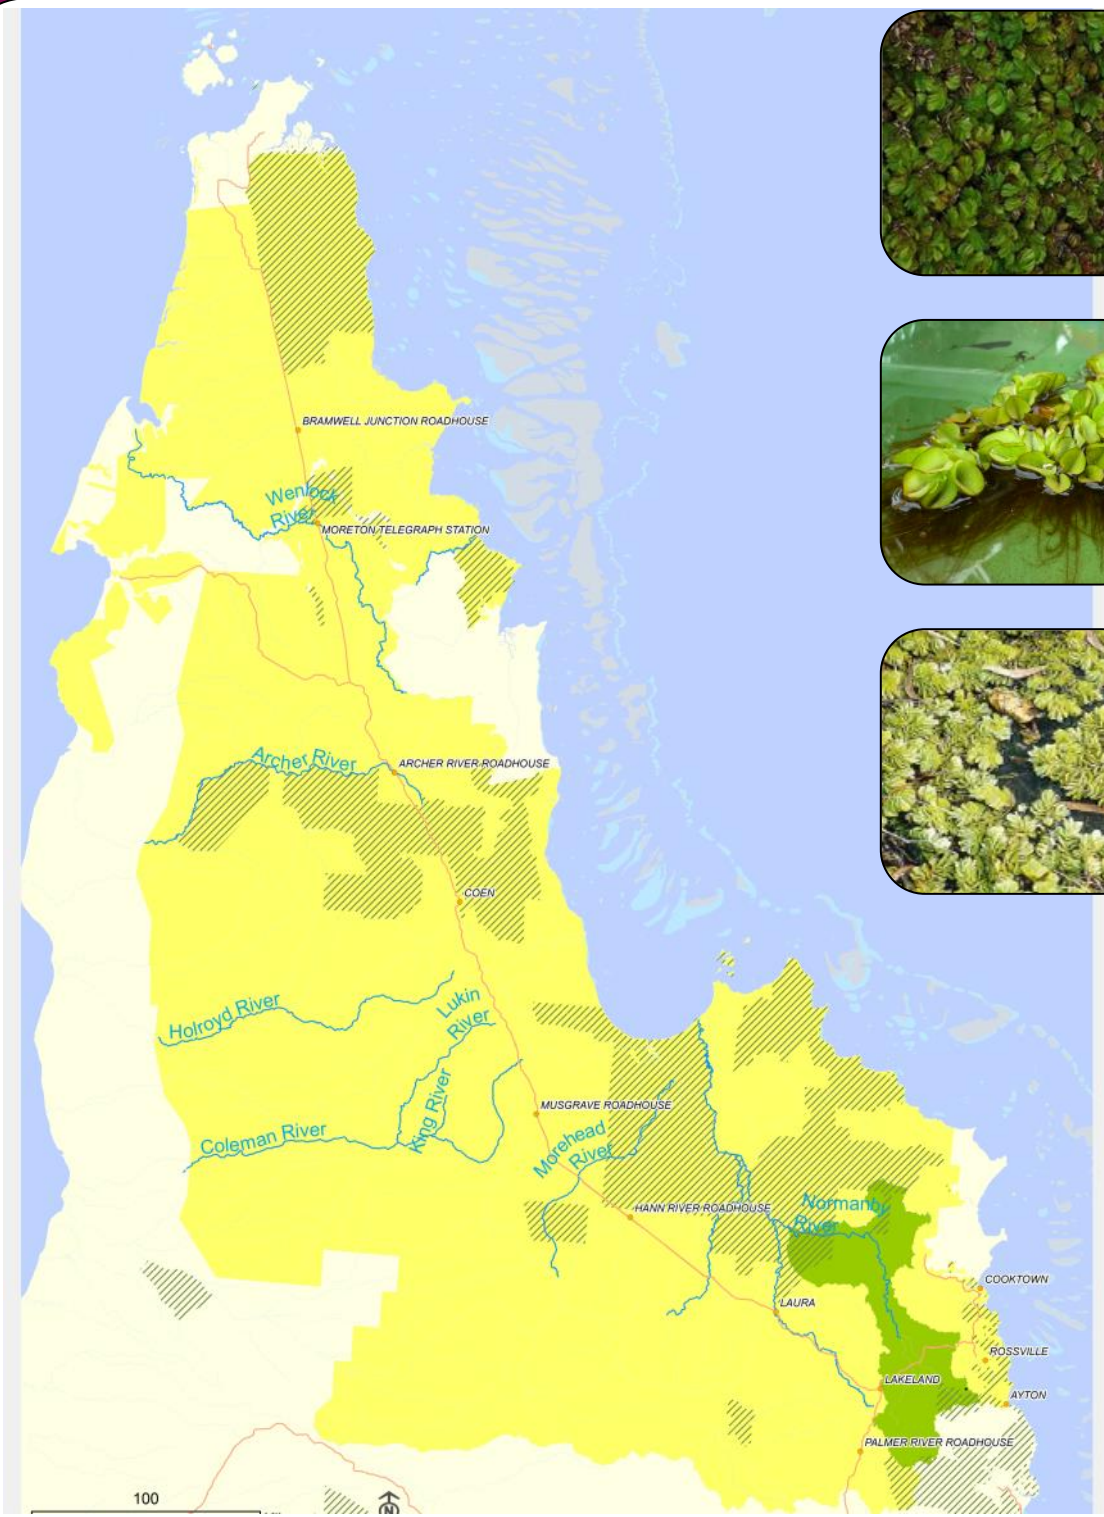 BRAMWELL JUNCTION ROADHOUSE
Wenlock
River
MORETON TELEGRAPH STATION
Archer River
ARCHER RIVER ROADHOUSE
COEN
Holroyd River
Lukin
River
King River
MUSGRAVE ROADHOUSE
Coleman River
Morehead
River
HANN RIVER ROADHOUSE
Normanby
River
COOKTOWN
LAURA
ROSSVILLE
LAKELAND
AYTON
PALMER RIVER ROADHOUSE
100
N